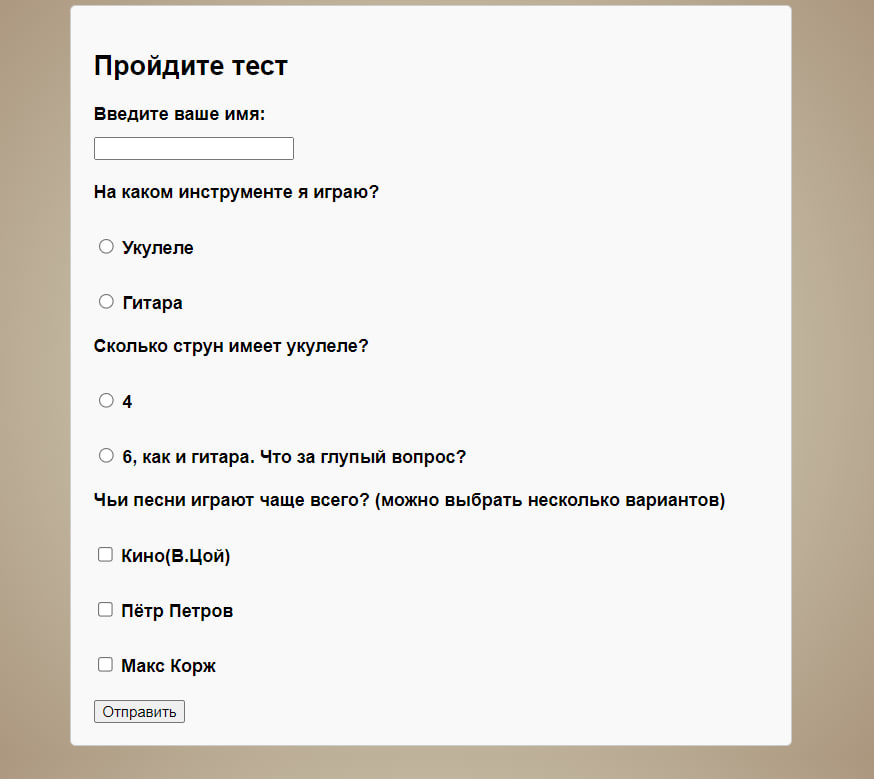 Пройдите тест
Введите ваше имя:
На каком инструменте я играю?
Укулеле
Гитара
Сколько струн имеет укулеле?
4
6, как и гитара. Что за глупый вопрос?
Чьи песни играют чаще всего? (можно выбрать несколько вариантов)
Кино(В.Цой)
Пётр Петров
Макс Корж
Отправить